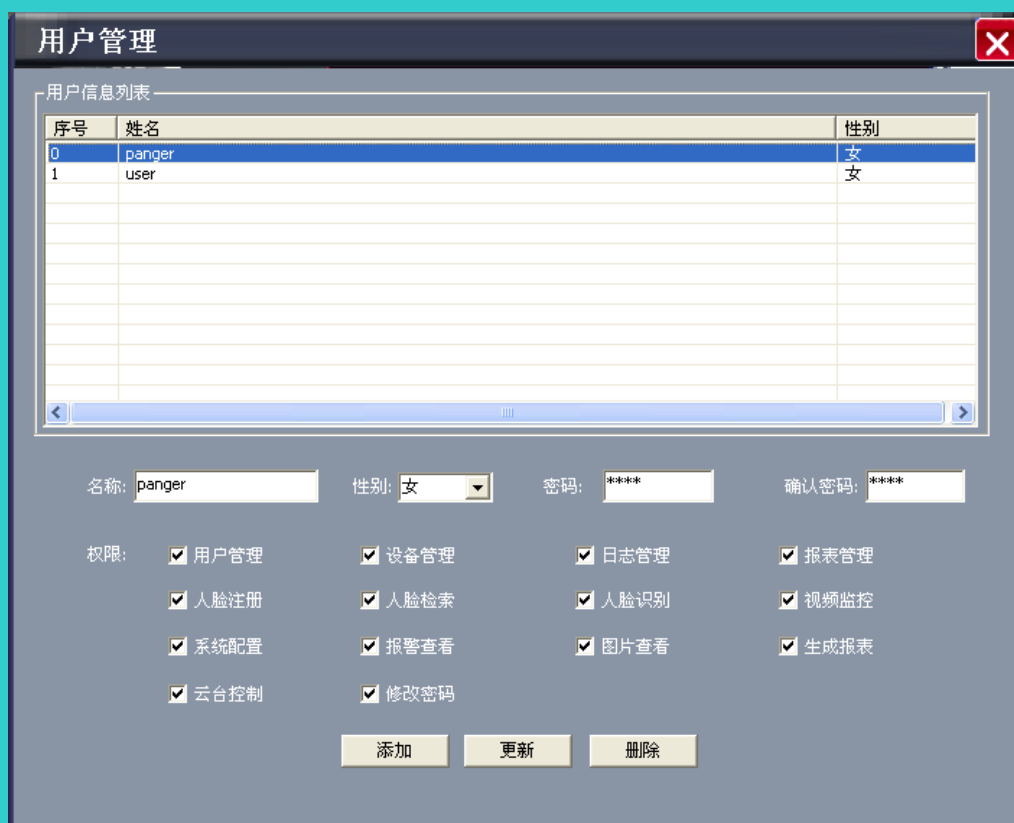 用户管理
用户信息列表
序号 姓名 性别
0 panger 女
1 user 女
名称: panger 性别: 女 密码: **** 确认密码: ****
权限: 用户管理 设备管理 日志管理 报表管理
人脸注册 人脸检索 人脸识别 视频监控
系统配置 报警查看 图片查看 生成报表
云台控制 修改密码
添加 更新 删除